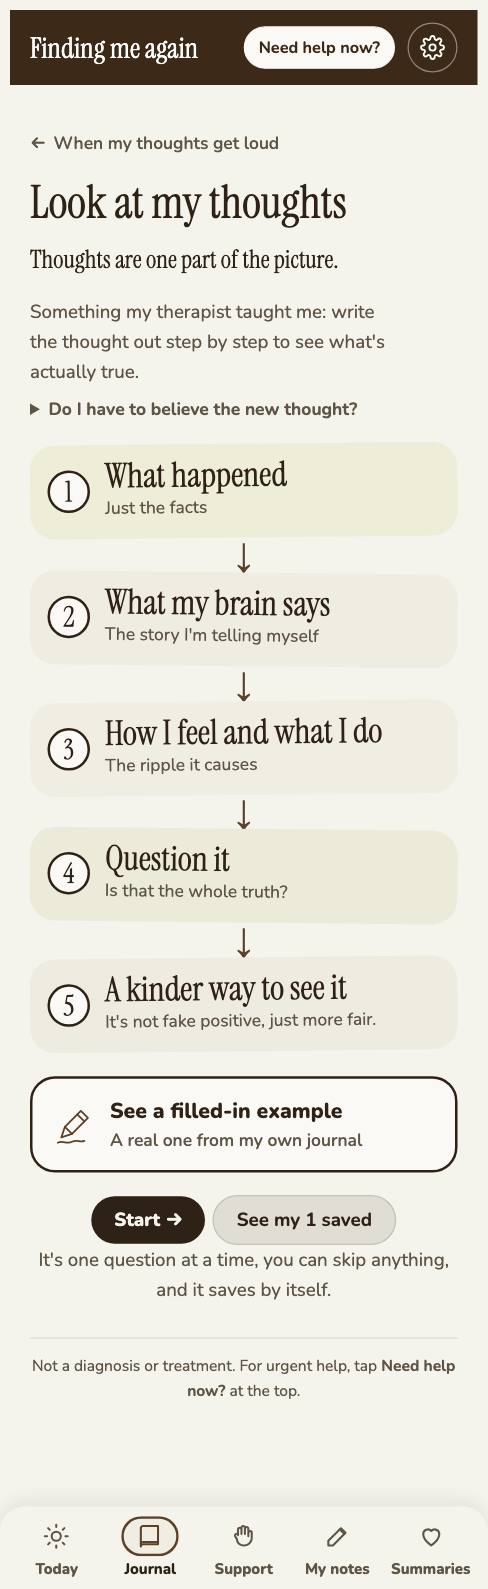 Finding me again
Need help now?
← When my thoughts get loud
Look at my thoughts
Thoughts are one part of the picture.
Something my therapist taught me: write
the thought out step by step to see what's
actually true.
▶ Do I have to believe the new thought?
1
What happened
Just the facts
↓
2
What my brain says
The story I'm telling myself
↓
3
How I feel and what I do
The ripple it causes
↓
4
Question it
Is that the whole truth?
↓
5
A kinder way to see it
It's not fake positive, just more fair.
See a filled-in example
A real one from my own journal
Start →
See my 1 saved
It's one question at a time, you can skip anything,
and it saves by itself.
Not a diagnosis or treatment. For urgent help, tap Need help
now? at the top.
Today
Journal
Support
My notes
Summaries